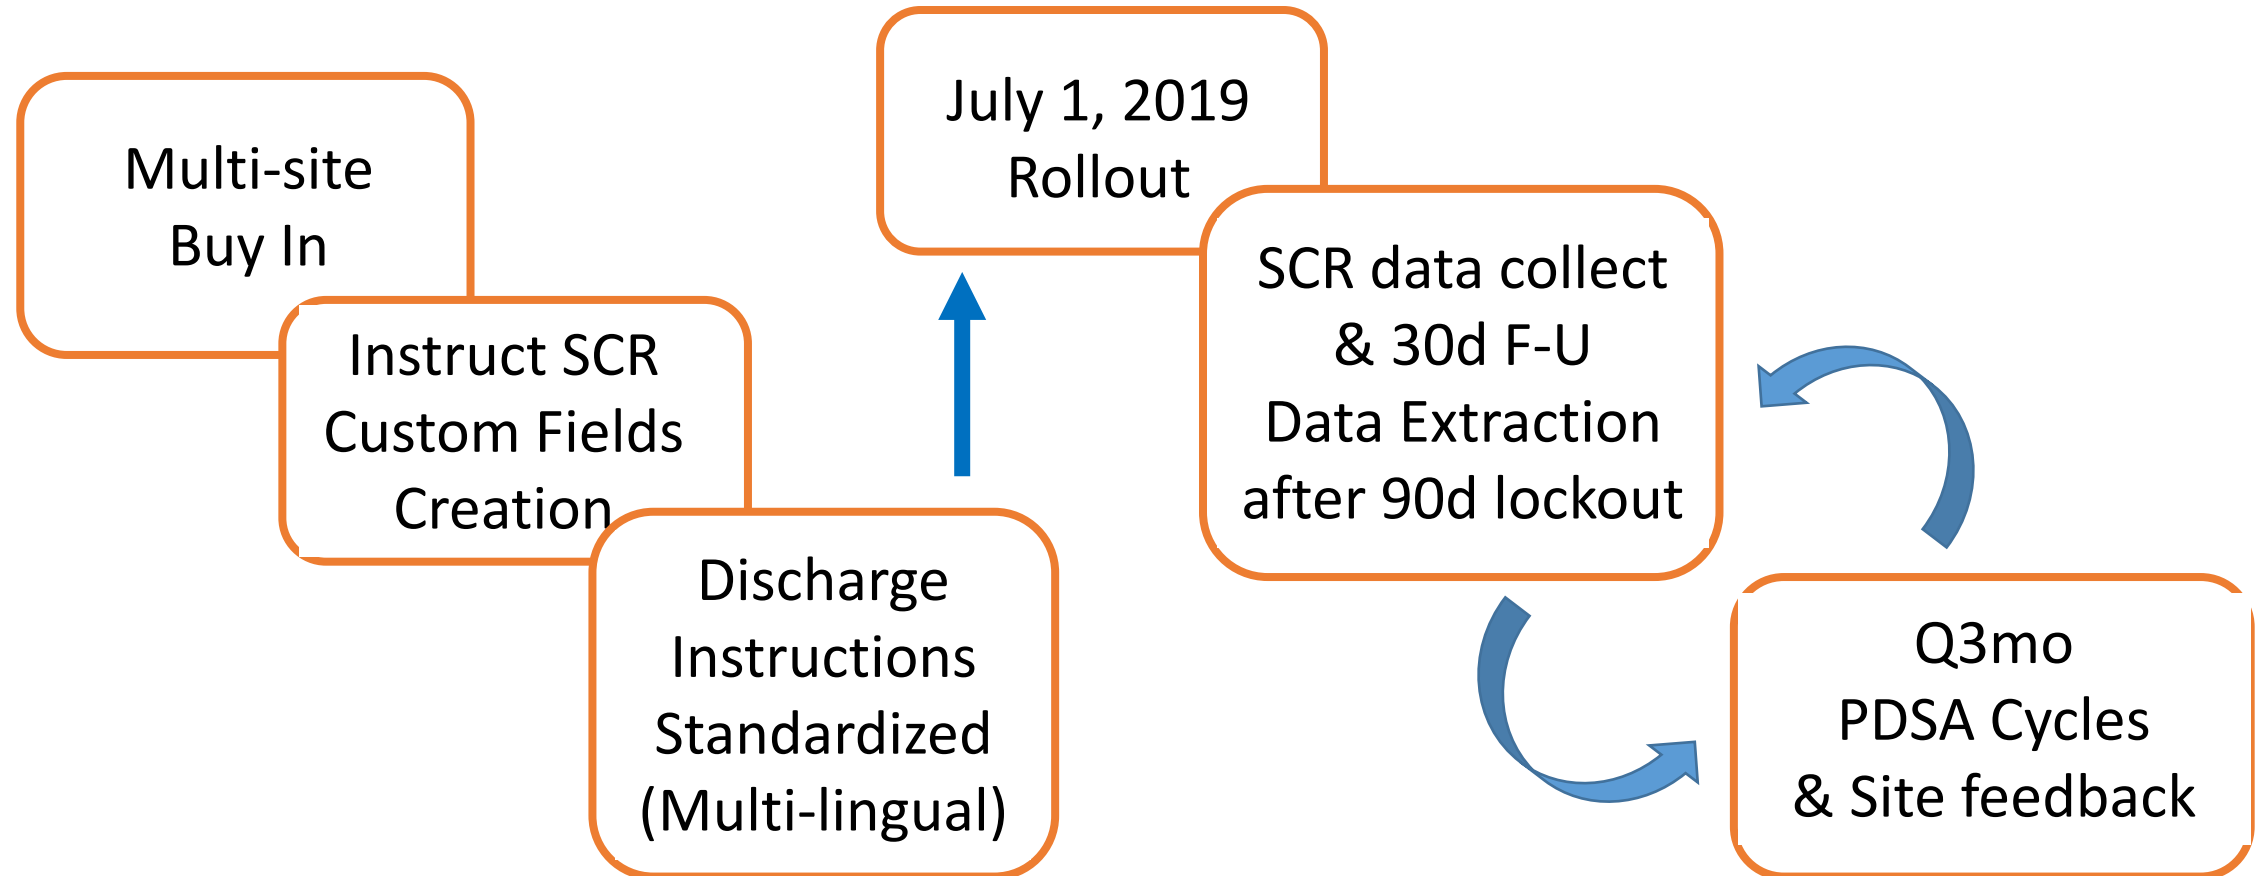 Multi-site
Buy In
Instruct SCR
Custom Fields
Creation
Discharge
Instructions
Standardized
(Multi-lingual)
July 1, 2019
Rollout
SCR data collect
& 30d F-U
Data Extraction
after 90d lockout
Q3mo
PDSA Cycles
& Site feedback